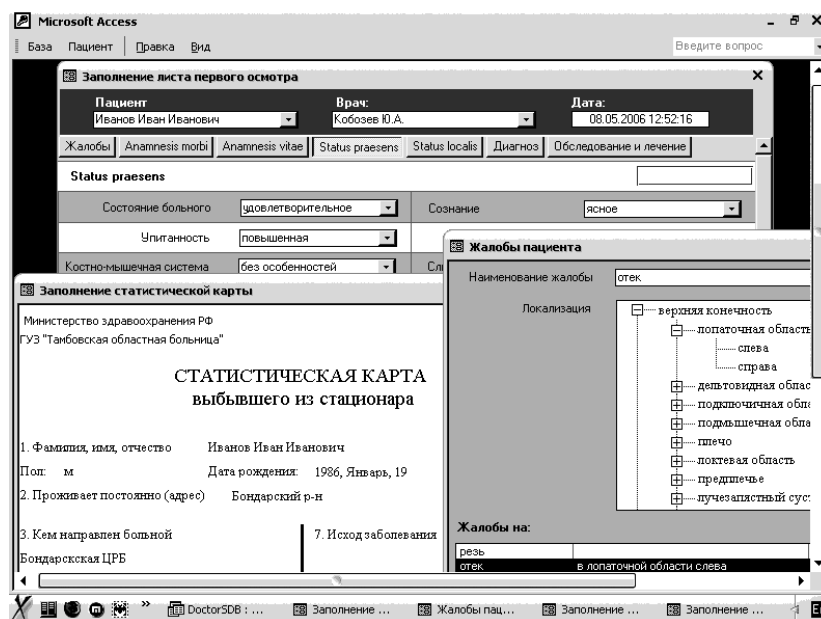 Microsoft Access
База Пациент Правка Вид Введите вопрос
Заполнение листа первого осмотра
Пациент Врач: Дата:
Иванов Иван Иванович Кобозев Ю.А. 08.05.2006 12:52:16
Жалобы Anamnesis morbi Anamnesis vitae Status praesens Status localis Диагноз Обследование и лечение
Status praesens
Состояние больного удовлетворительное Сознание ясное
Упитанность повышенная
Костно-мышечная система без особенностей
Жалобы пациента
Наименование жалобы отек
Локализация
верхняя конечность
лопаточная область
слева
справа
дельтовидная облас
подключичная обла
подмышечная обла
плечо
локтевая область
предплечье
лучезапястный суст
Жалобы на:
резь
отек в лопаточной области слева
Заполнение статистической карты
Министерство здравоохранения РФ
ГУЗ "Тамбовская областная больница"
СТАТИСТИЧЕСКАЯ КАРТА
выбывшего из стационара
1. Фамилия, имя, отчество Иванов Иван Иванович
Пол: м Дата рождения: 1986, Январь, 19
2. Проживает постоянно (адрес) Бондарский р-н
3. Кем направлен больной 7. Исход заболевания
Бондарскская ЦРБ
DoctorSDB : ... Заполнение ... Жалобы пац... Заполнение ... Заполнение ...